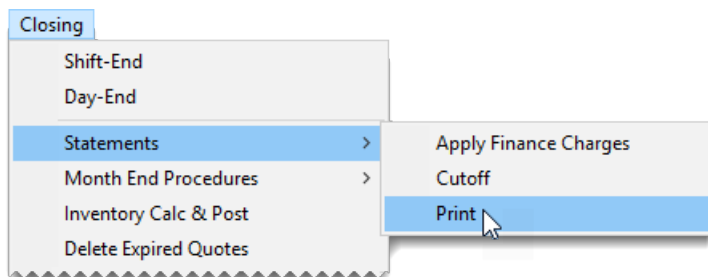 Closing
Shift-End
Day-End
Statements
Month End Procedures
Inventory Calc & Post
Delete Expired Quotes
Apply Finance Charges
Cutoff
Print